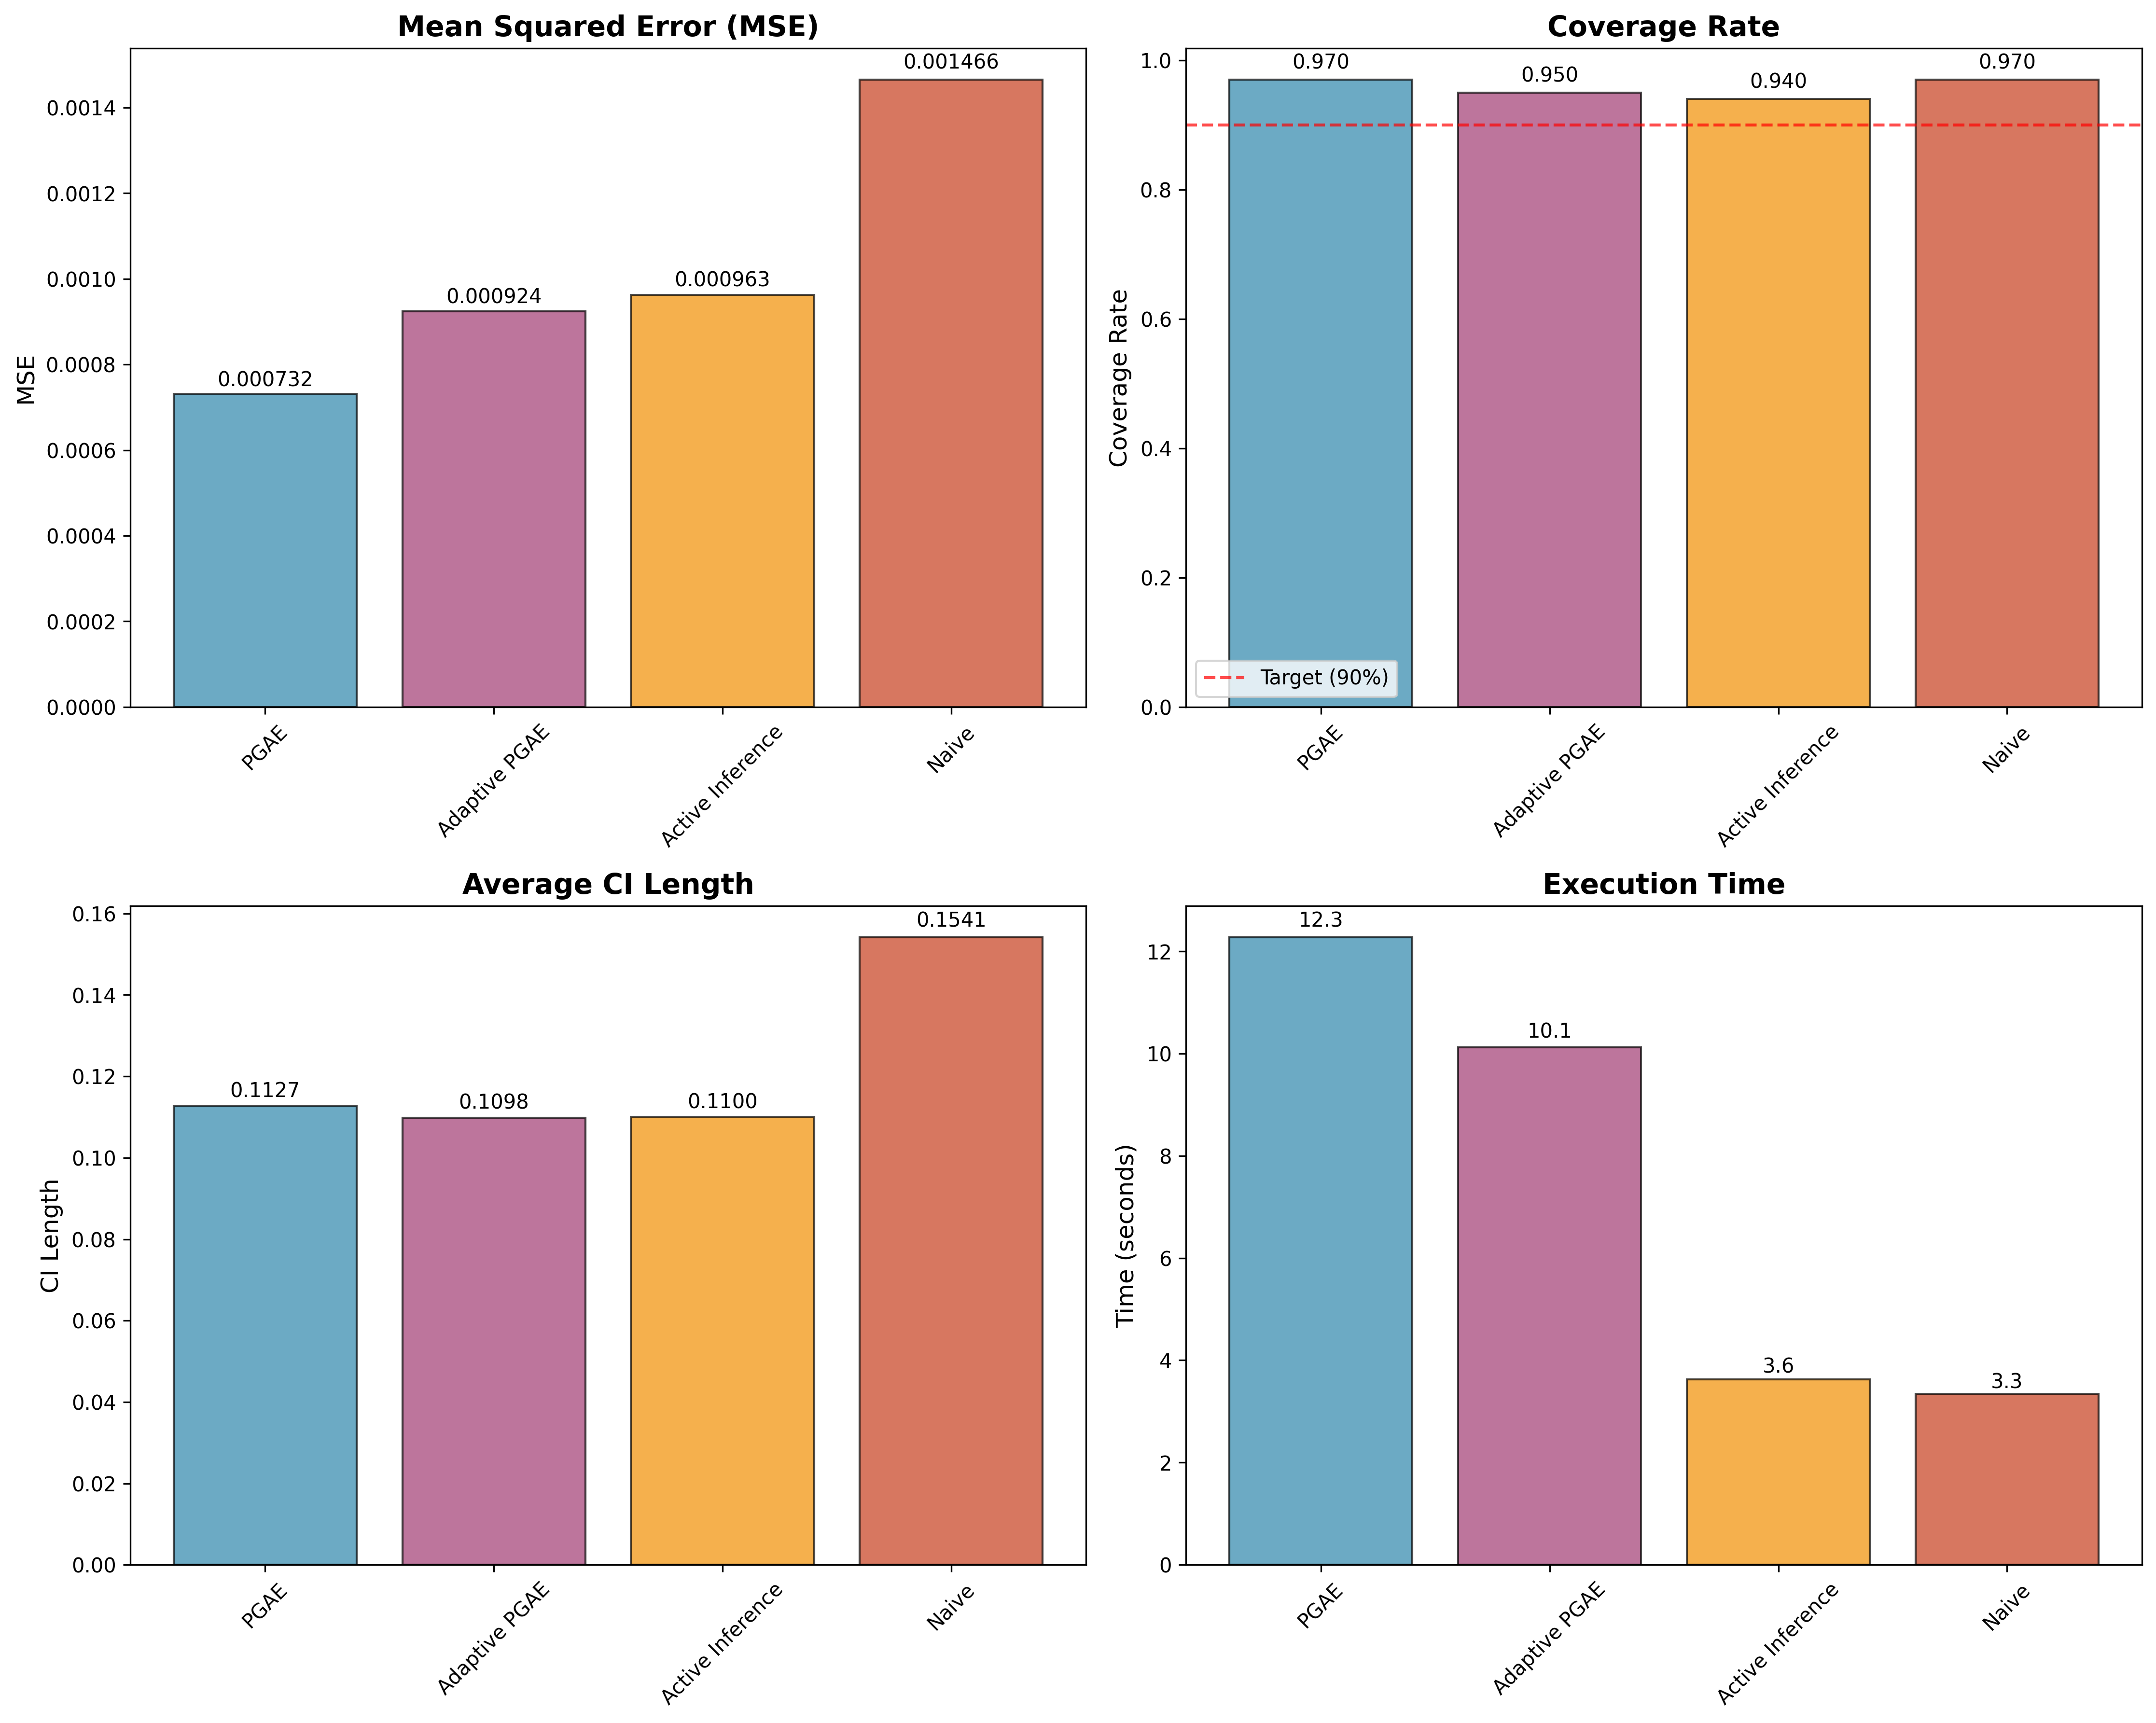 Mean Squared Error (MSE)
MSE
0.0014
0.0012
0.0010
0.0008
0.0006
0.0004
0.0002
0.0000
0.000732
0.000924
0.000963
0.001466
PGAE
Adaptive PGAE
Active Inference
Naive
Coverage Rate
Coverage Rate
1.0
0.8
0.6
0.4
0.2
0.0
0.970
0.950
0.940
0.970
Target (90%)
PGAE
Adaptive PGAE
Active Inference
Naive
Average CI Length
CI Length
0.16
0.14
0.12
0.10
0.08
0.06
0.04
0.02
0.00
0.1127
0.1098
0.1100
0.1541
PGAE
Adaptive PGAE
Active Inference
Naive
Execution Time
Time (seconds)
12
10
8
6
4
2
0
12.3
10.1
3.6
3.3
PGAE
Adaptive PGAE
Active Inference
Naive